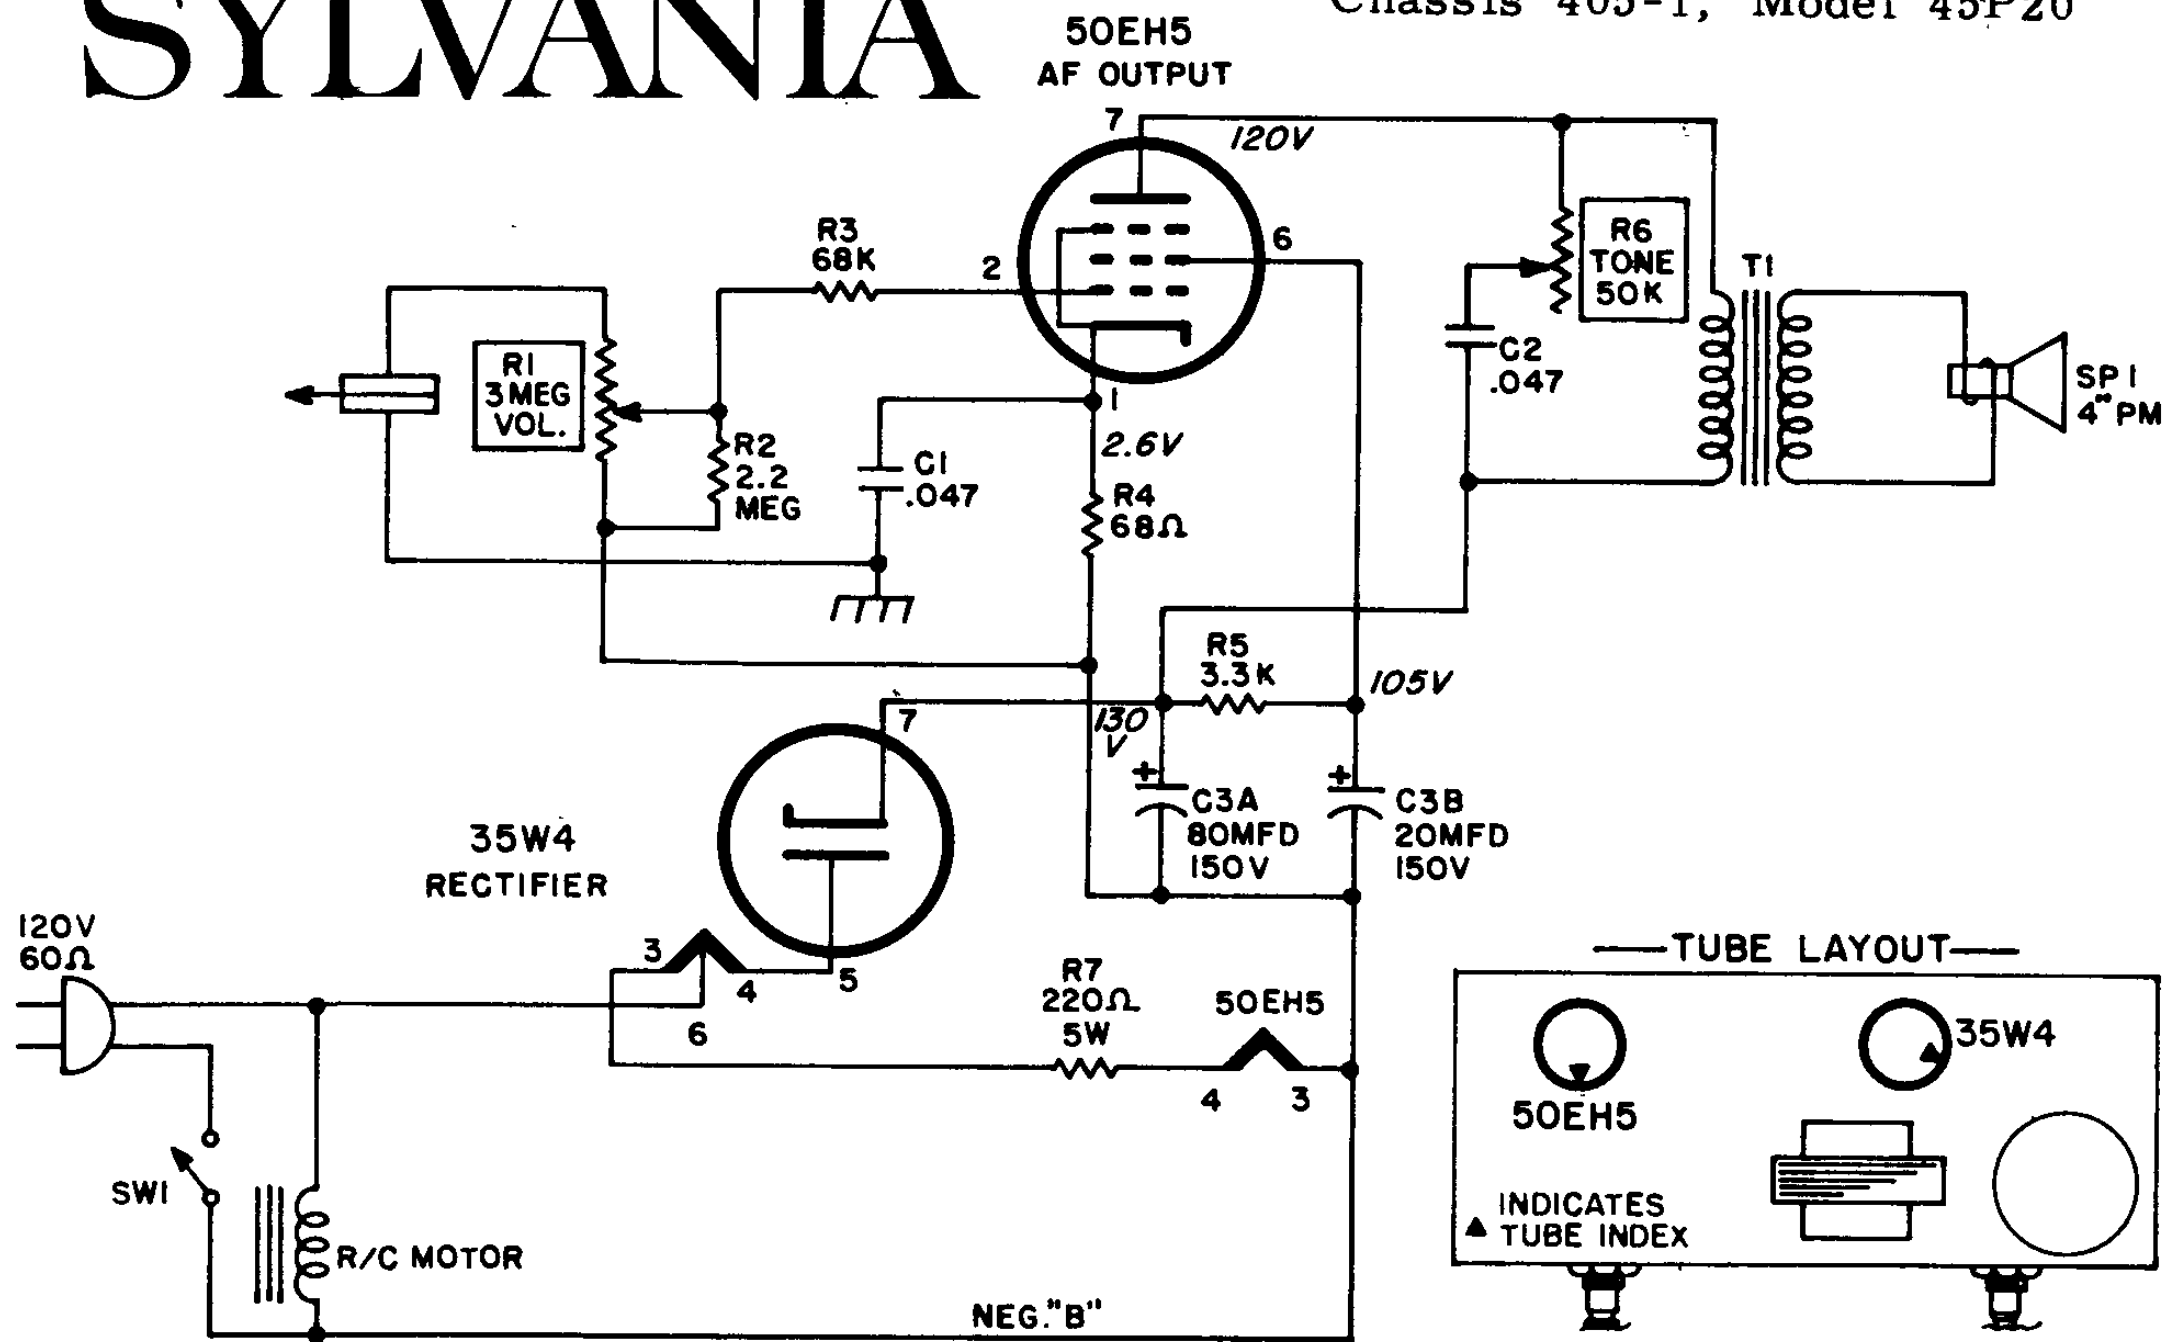 SYLVANIA
Chassis 405-1, Model 45P20
50EH5
AF OUTPUT
7
120V
R3
68K
2
6
R6
TONE
50K
T1
R1
3 MEG
VOL.
R2
2.2
MEG
C1
.047
1
2.6V
R4
68Ω
C2
.047
SP1
4" PM
R5
3.3K
105V
7
130
V
+
C3A
80MFD
150V
+
C3B
20MFD
150V
35W4
RECTIFIER
120V
60Ω
3
4
5
6
R7
220Ω
5W
50EH5
4
3
SW1
R/C MOTOR
NEG."B"
TUBE LAYOUT
50EH5
35W4
INDICATES
TUBE INDEX